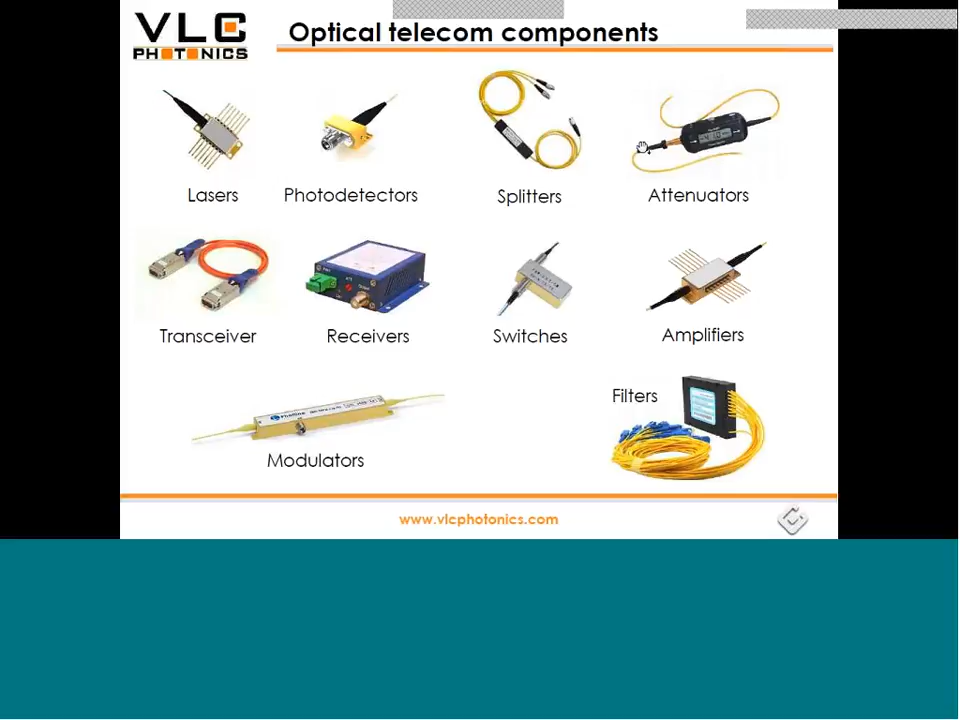 VLC
PHOTONICS
Optical telecom components
Lasers
Photodetectors
Splitters
Attenuators
Transceiver
Receivers
Switches
Amplifiers
Modulators
Filters
www.vlcphotonics.com